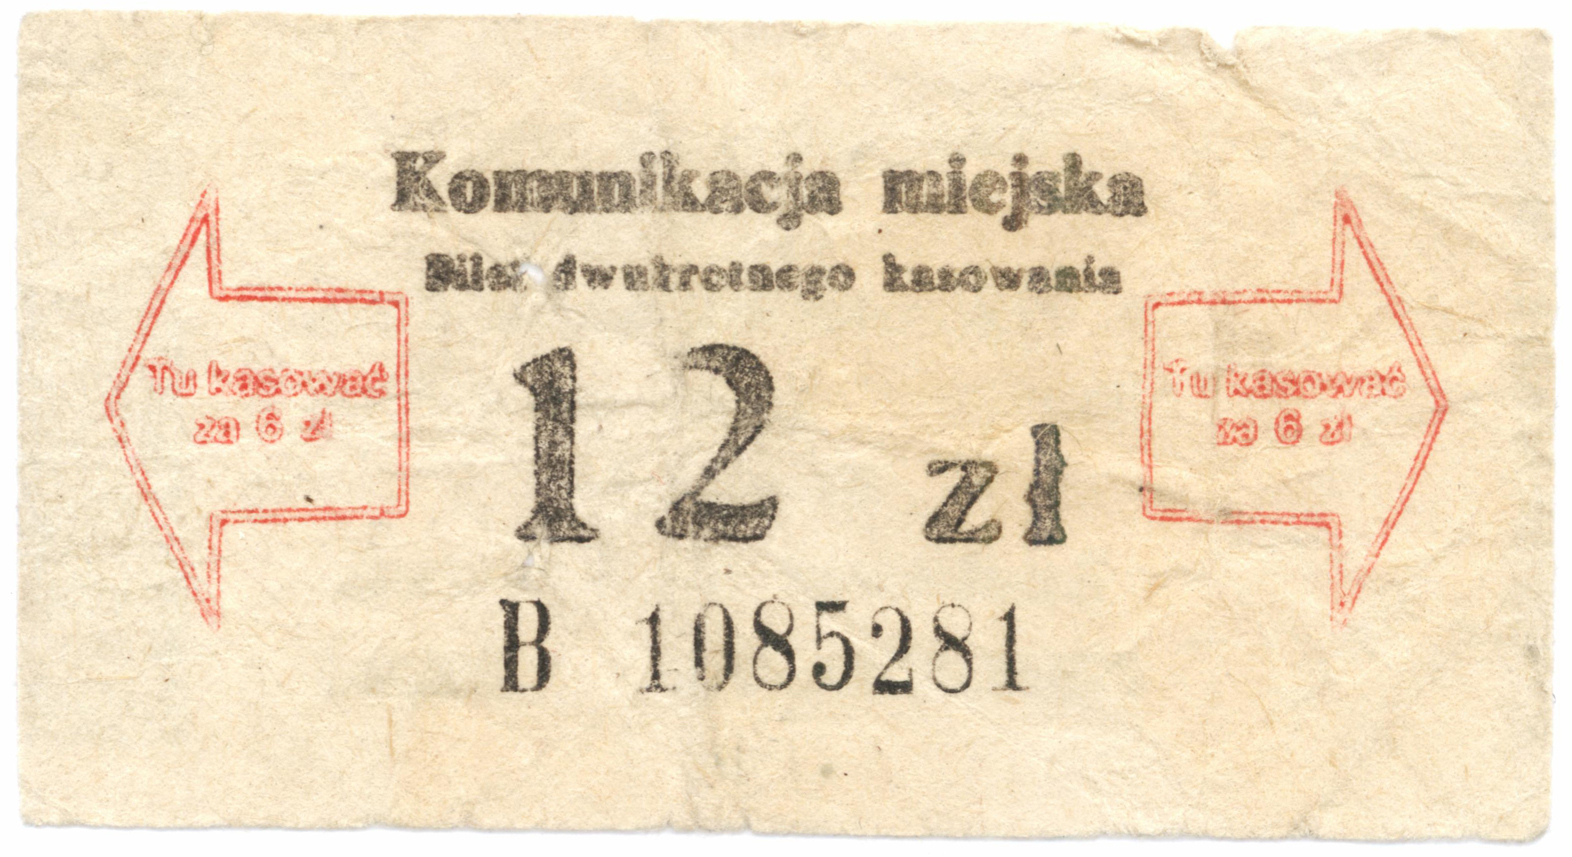 Komunikacja miejska
Bilet dwukrotnego kasowania
Tu kasować
za 6 zł
12 zł
Tu kasować
za 6 zł
B 1085281